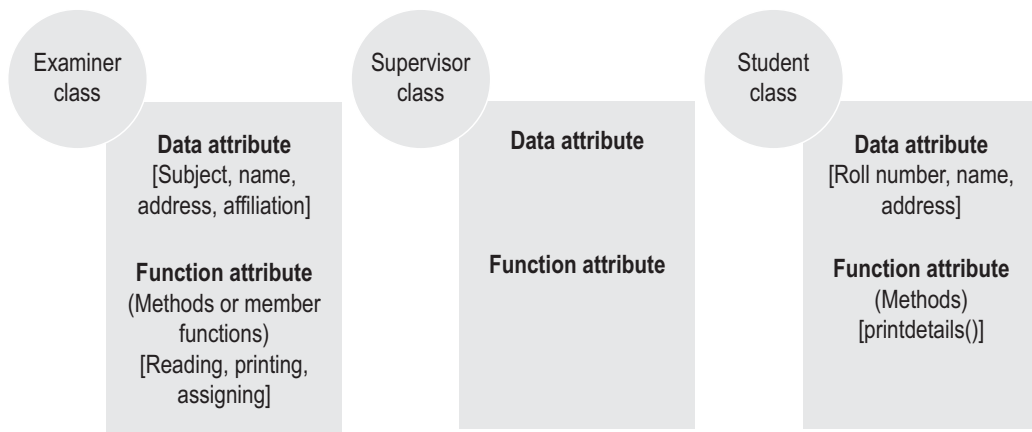 Examiner
class
Data attribute
[Subject, name,
address, affiliation]
Function attribute
(Methods or member
functions)
[Reading, printing,
assigning]
Supervisor
class
Data attribute
Function attribute
Student
class
Data attribute
[Roll number, name,
address]
Function attribute
(Methods)
[printdetails()]